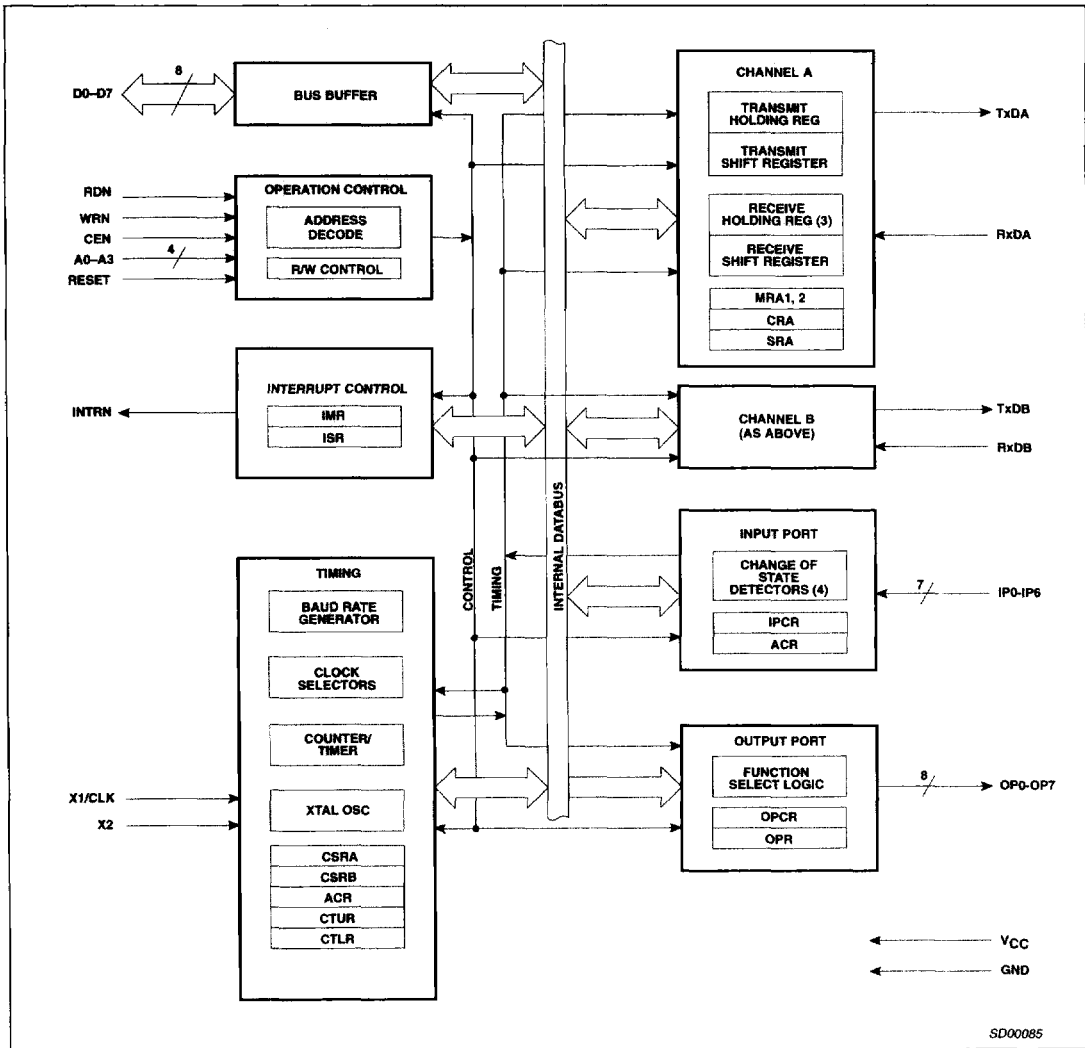 D0–D7
8
BUS BUFFER
RDN
WRN
CEN
A0–A3
RESET
4
OPERATION CONTROL
ADDRESS
DECODE
R/W CONTROL
INTRN
INTERRUPT CONTROL
IMR
ISR
TIMING
BAUD RATE
GENERATOR
CLOCK
SELECTORS
COUNTER/
TIMER
XTAL OSC
CSRA
CSRB
ACR
CTUR
CTLR
X1/CLK
X2
CONTROL
TIMING
INTERNAL DATABUS
CHANNEL A
TRANSMIT
HOLDING REG
TRANSMIT
SHIFT REGISTER
RECEIVE
HOLDING REG (3)
RECEIVE
SHIFT REGISTER
MRA1, 2
CRA
SRA
TxDA
RxDA
CHANNEL B
(AS ABOVE)
TxDB
RxDB
INPUT PORT
CHANGE OF
STATE
DETECTORS (4)
IPCR
ACR
7
IP0-IP6
OUTPUT PORT
FUNCTION
SELECT LOGIC
OPCR
OPR
8
OP0-OP7
VCC
GND
SD00085